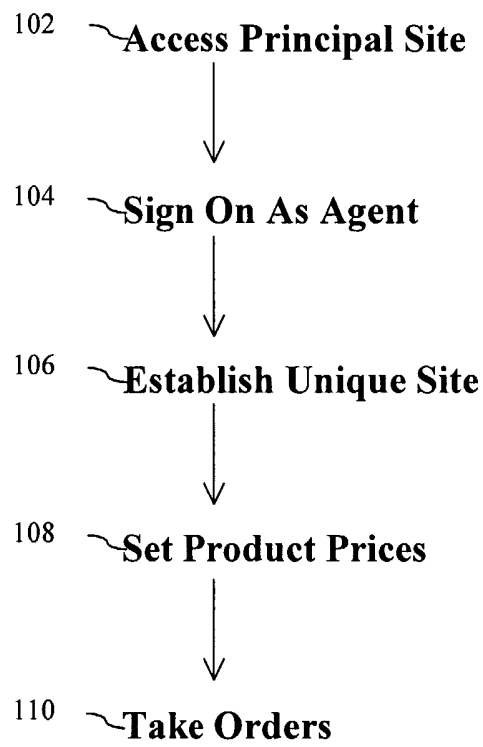 102 Access Principal Site
104 Sign On As Agent
106 Establish Unique Site
108 Set Product Prices
110 Take Orders